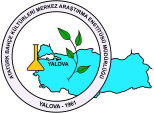 ATATÜRK BAHÇE KÜLTÜRLERİ MERKEZ ARAŞTIRMA ENSTİTÜSÜ MÜDÜRLÜĞÜ
YALOVA
YALOVA - 1961